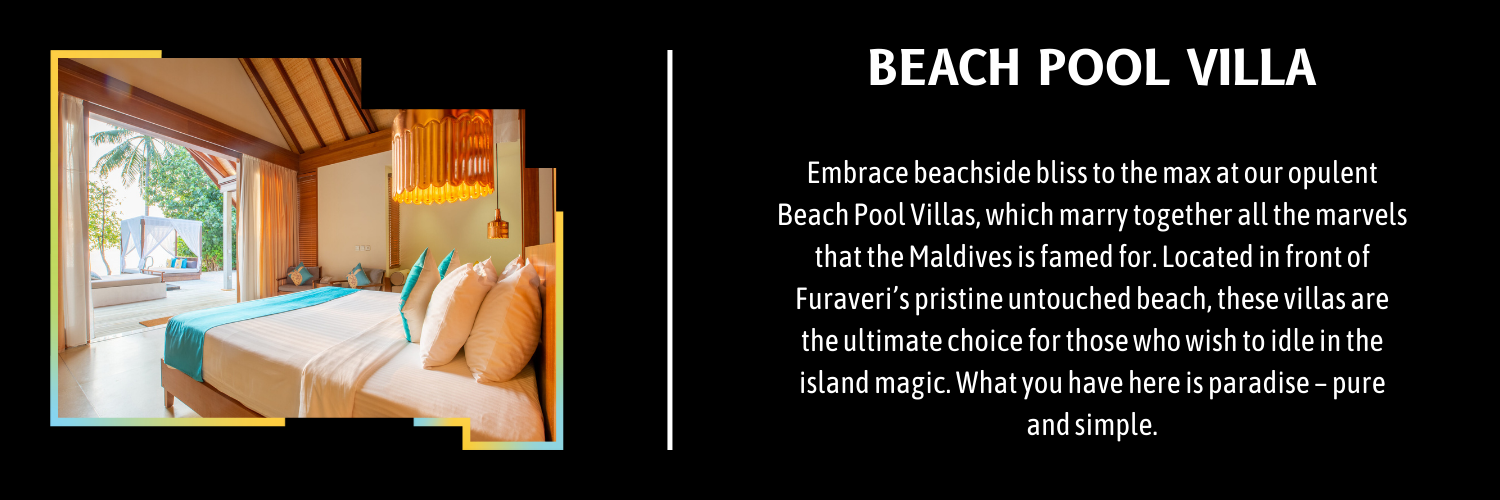 BEACH POOL VILLA
Embrace beachside bliss to the max at our opulent
Beach Pool Villas, which marry together all the marvels
that the Maldives is famed for. Located in front of
Furaveri’s pristine untouched beach, these villas are
the ultimate choice for those who wish to idle in the
island magic. What you have here is paradise – pure
and simple.